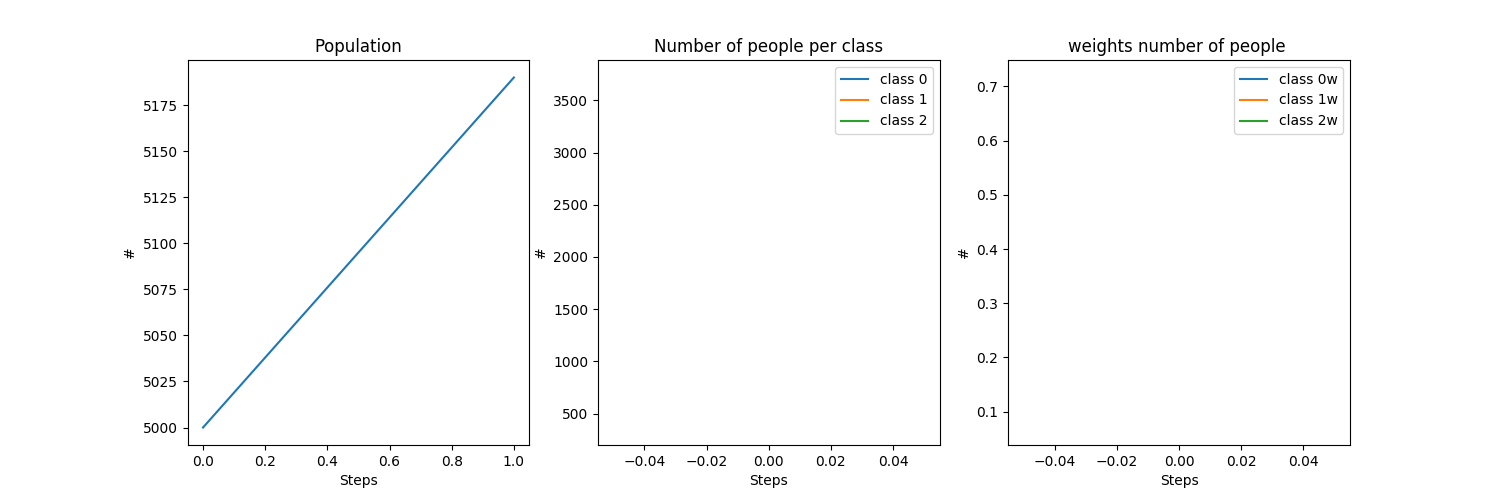 Population
5175
5150
5125
5100
5075
5050
5025
5000
#
0.0 0.2 0.4 0.6 0.8 1.0
Steps
Number of people per class
class 0
class 1
class 2
3500
3000
2500
2000
1500
1000
500
#
−0.04 −0.02 0.00 0.02 0.04
Steps
weights number of people
class 0w
class 1w
class 2w
0.7
0.6
0.5
0.4
0.3
0.2
0.1
#
−0.04 −0.02 0.00 0.02 0.04
Steps